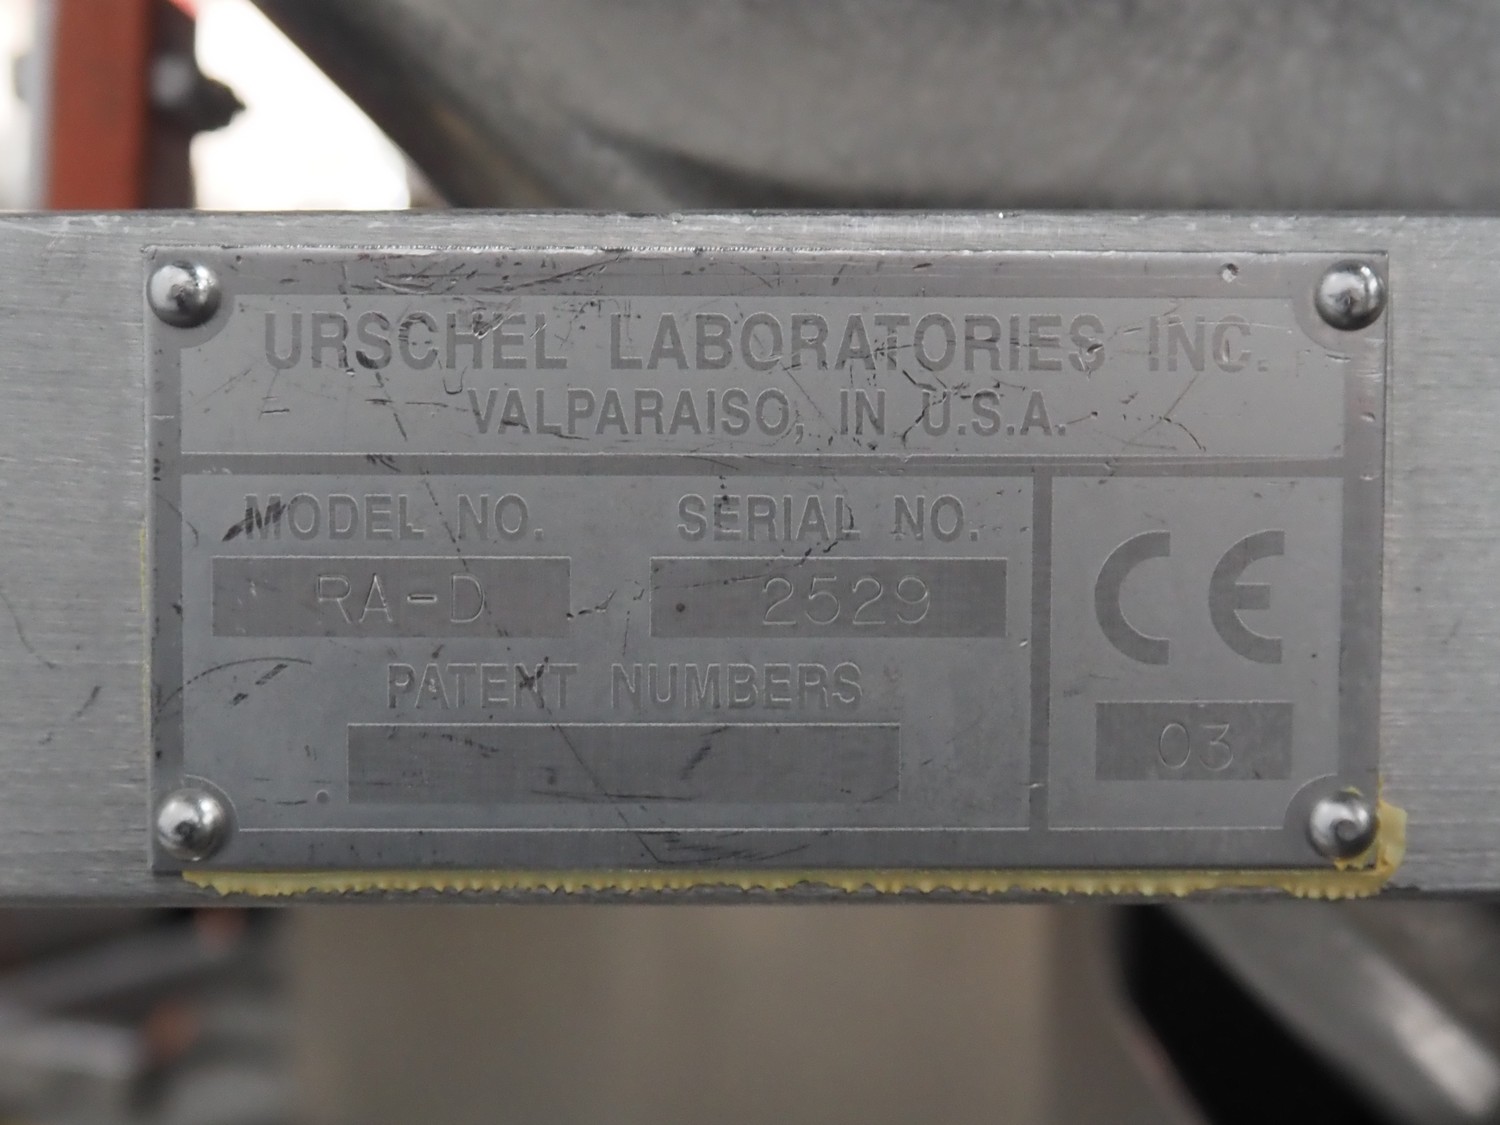 URSCHEL LABORATORIES INC.
VALPARAISO, IN U.S.A.
MODEL NO. SERIAL NO.
RA-D 2529
PATENT NUMBERS
CE
03